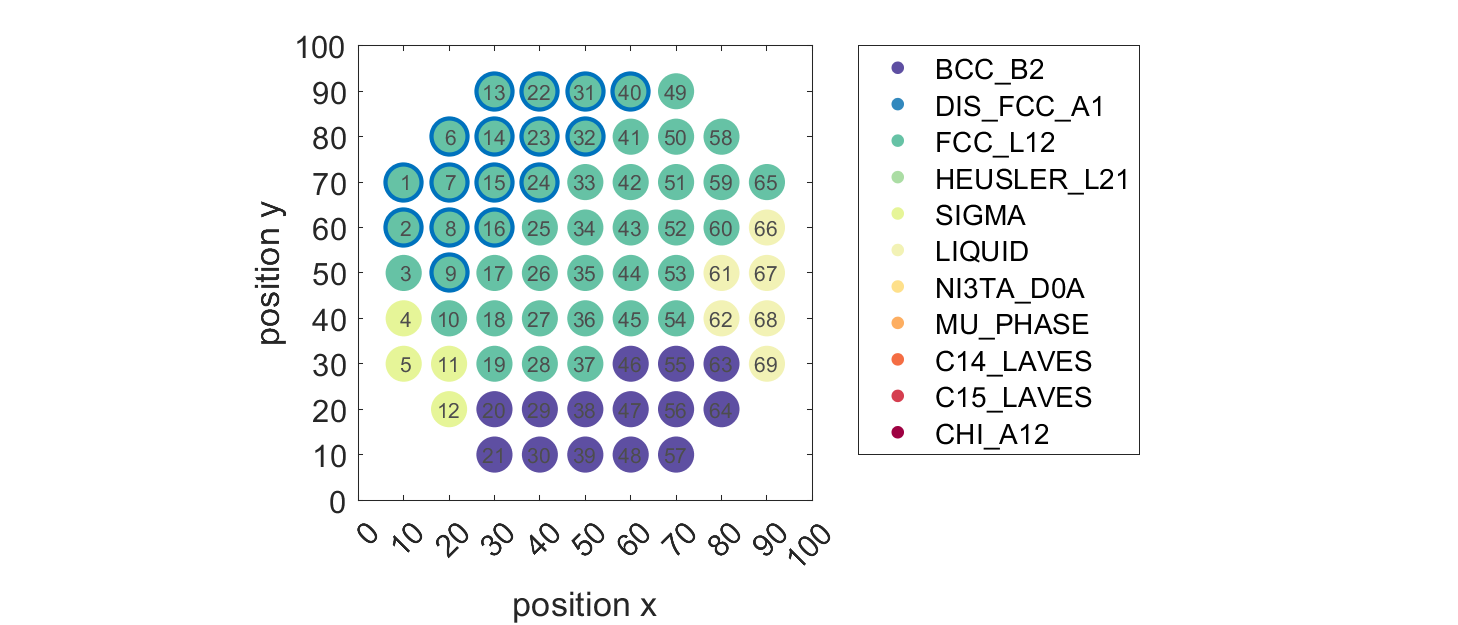 100
90 13 22 31 40 49
80 6 14 23 32 41 50 58
70 1 7 15 24 33 42 51 59 65
60 2 8 16 25 34 43 52 60 66
50 3 9 17 26 35 44 53 61 67
40 4 10 18 27 36 45 54 62 68
30 5 11 19 28 37 46 55 63 69
20 12 20 29 38 47 56 64
10 21 30 39 48 57
0
0 10 20 30 40 50 60 70 80 90 100
position x
position y
BCC_B2
DIS_FCC_A1
FCC_L12
HEUSLER_L21
SIGMA
LIQUID
NI3TA_D0A
MU_PHASE
C14_LAVES
C15_LAVES
CHI_A12